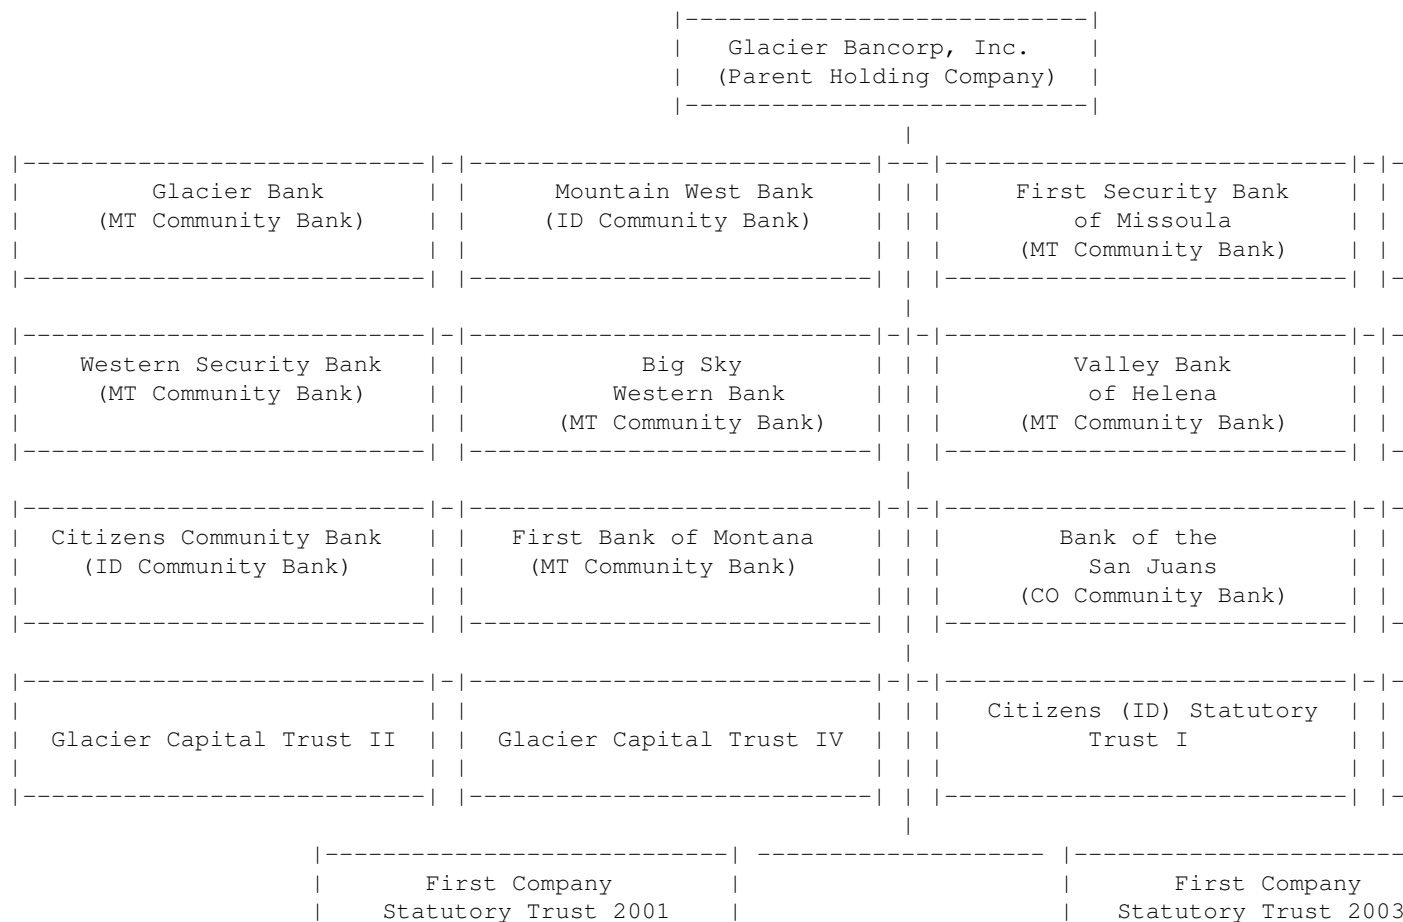 Glacier Bancorp, Inc.
(Parent Holding Company)
Glacier Bank Mountain West Bank First Security Bank
(MT Community Bank) (ID Community Bank) of Missoula
(MT Community Bank)
Western Security Bank Big Sky Valley Bank
(MT Community Bank) Western Bank of Helena
(MT Community Bank) (MT Community Bank)
Citizens Community Bank First Bank of Montana Bank of the
(ID Community Bank) (MT Community Bank) San Juans
(CO Community Bank)
Citizens (ID) Statutory
Glacier Capital Trust II Glacier Capital Trust IV Trust I
First Company First Company
Statutory Trust 2001 Statutory Trust 2003